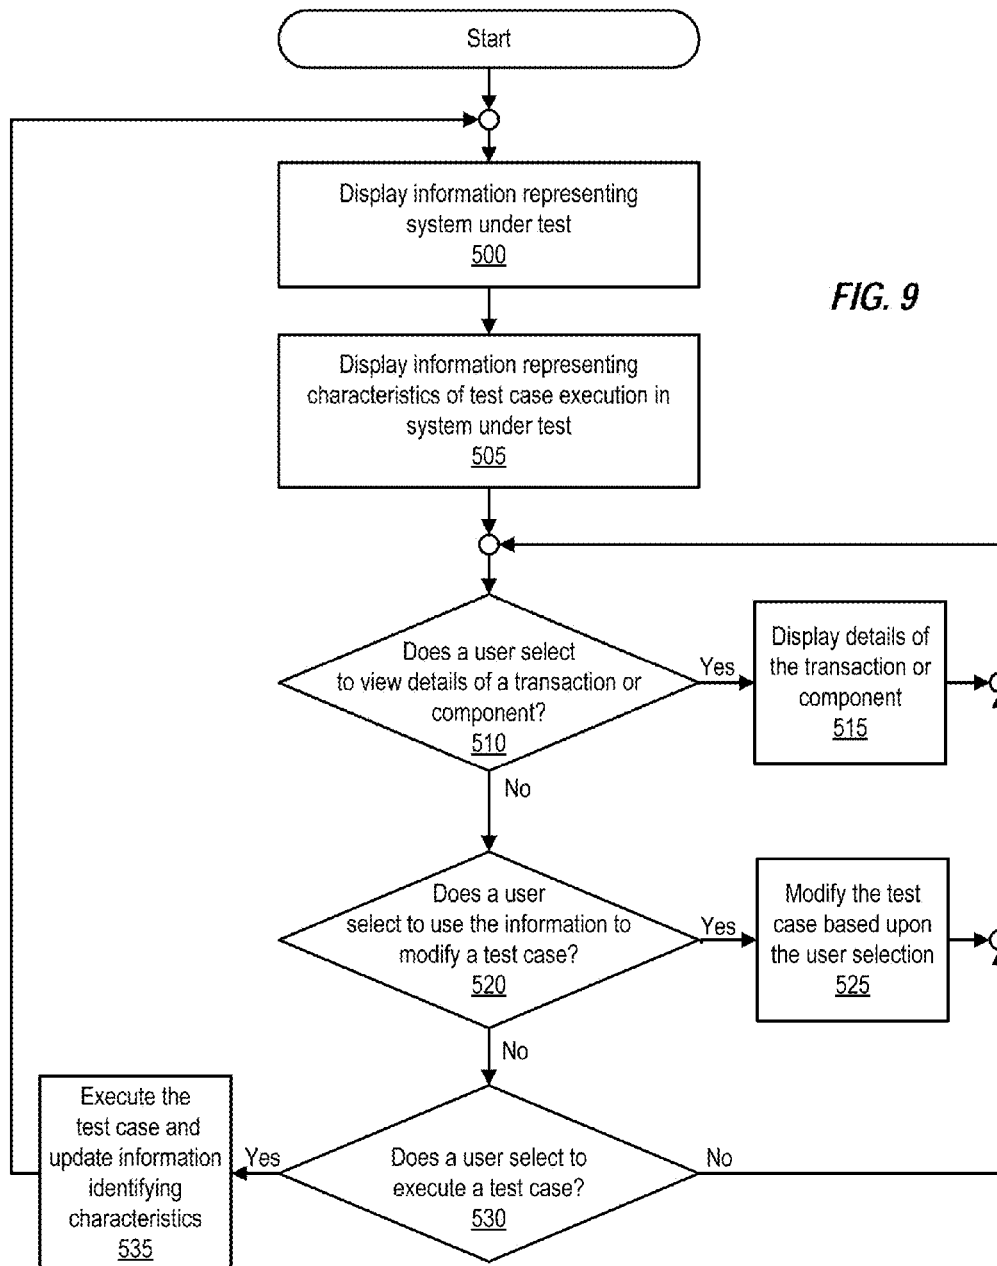 Start
Display information representing
system under test
500
FIG. 9
Display information representing
characteristics of test case execution in
system under test
505
Does a user select
to view details of a transaction or
component?
510
Yes
Display details of
the transaction or
component
515
No
Does a user
select to use the information to
modify a test case?
520
Yes
Modify the test
case based upon
the user selection
525
No
Execute the
test case and
update information
identifying
characteristics
535
Yes
Does a user select to
execute a test case?
530
No